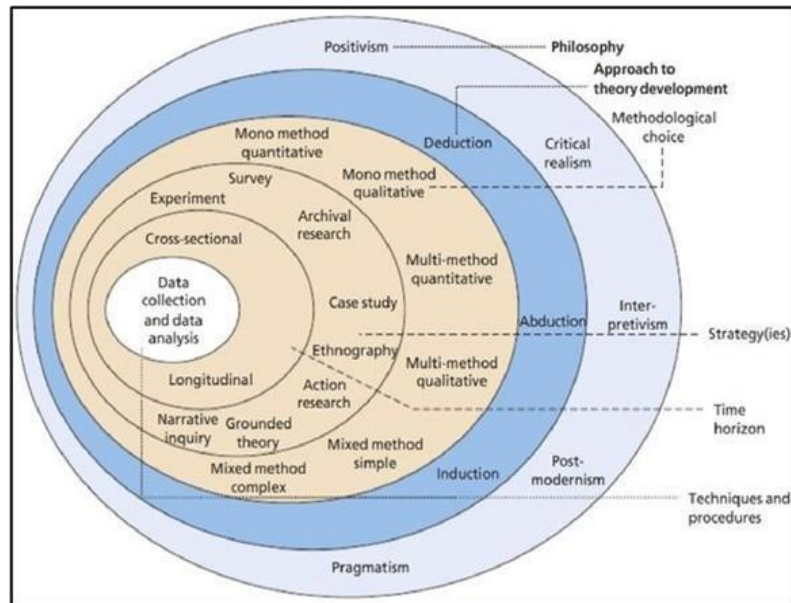 Positivism
Philosophy
Approach to
theory development
Methodological
choice
Mono method
quantitative
Deduction
Critical
realism
Survey
Mono method
qualitative
Experiment
Archival
research
Cross-sectional
Multi-method
quantitative
Data
collection
and data
analysis
Case study
Abduction
Inter-
pretivism
Strategy(ies)
Ethnography
Multi-method
qualitative
Longitudinal
Action
research
Time
horizon
Narrative
inquiry
Grounded
theory
Mixed method
simple
Mixed method
complex
Induction
Post-
modernism
Techniques and
procedures
Pragmatism